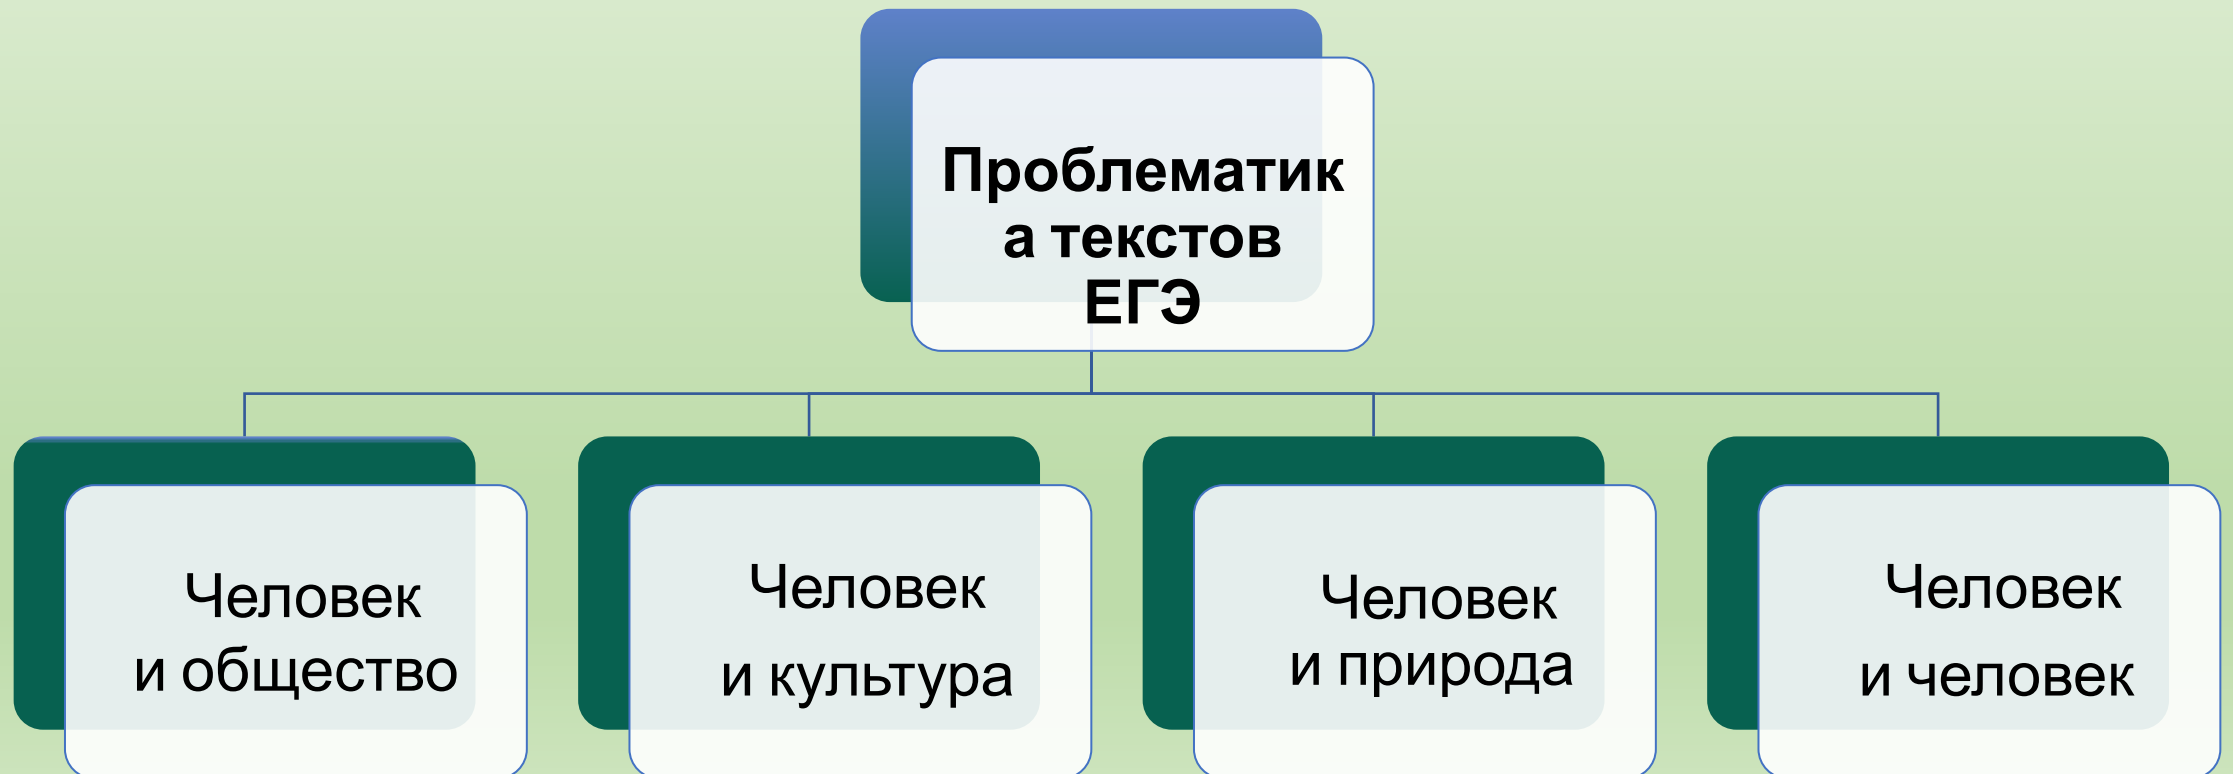 Проблематик
а текстов
ЕГЭ
Человек
и общество
Человек
и культура
Человек
и природа
Человек
и человек